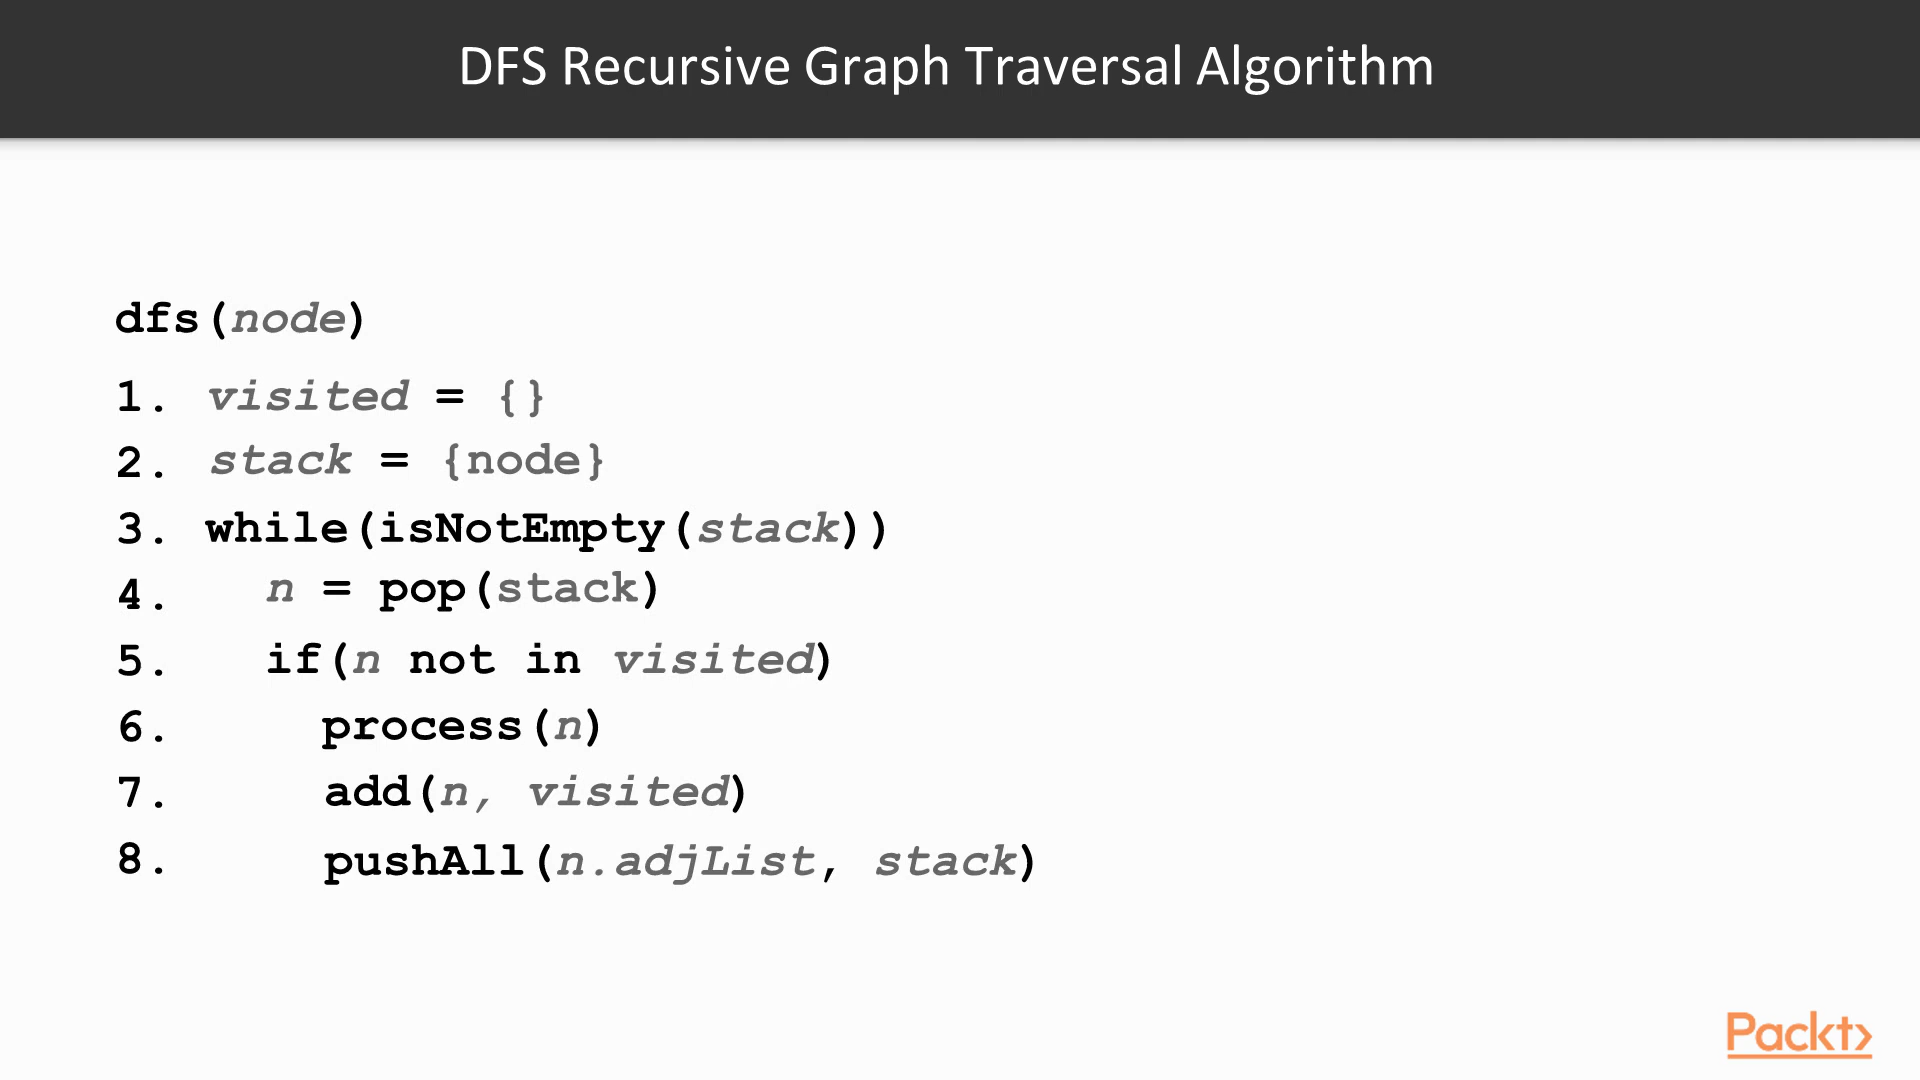 DFS Recursive Graph Traversal Algorithm
dfs(node)
1. visited = {}
2. stack = {node}
3. while(isNotEmpty(stack))
4. n = pop(stack)
5. if(n not in visited)
6. process(n)
7. add(n, visited)
8. pushAll(n.adjList, stack)
Packt>